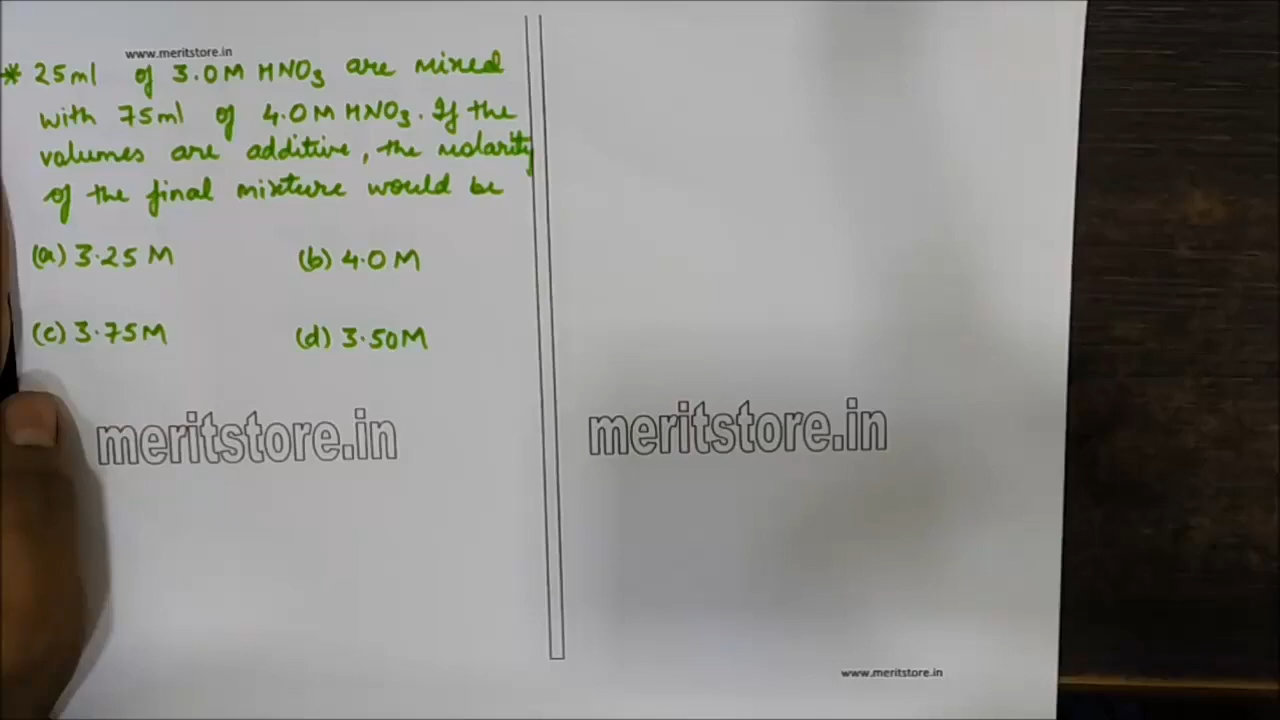 www.meritstore.in
* 25ml of 3.0M HNO3 are mixed
with 75ml of 4.0M HNO3. If the
volumes are additive, the molarity
of the final mixture would be
(a) 3.25 M (b) 4.0 M
(c) 3.75M (d) 3.50M
meritstore.in meritstore.in
www.meritstore.in